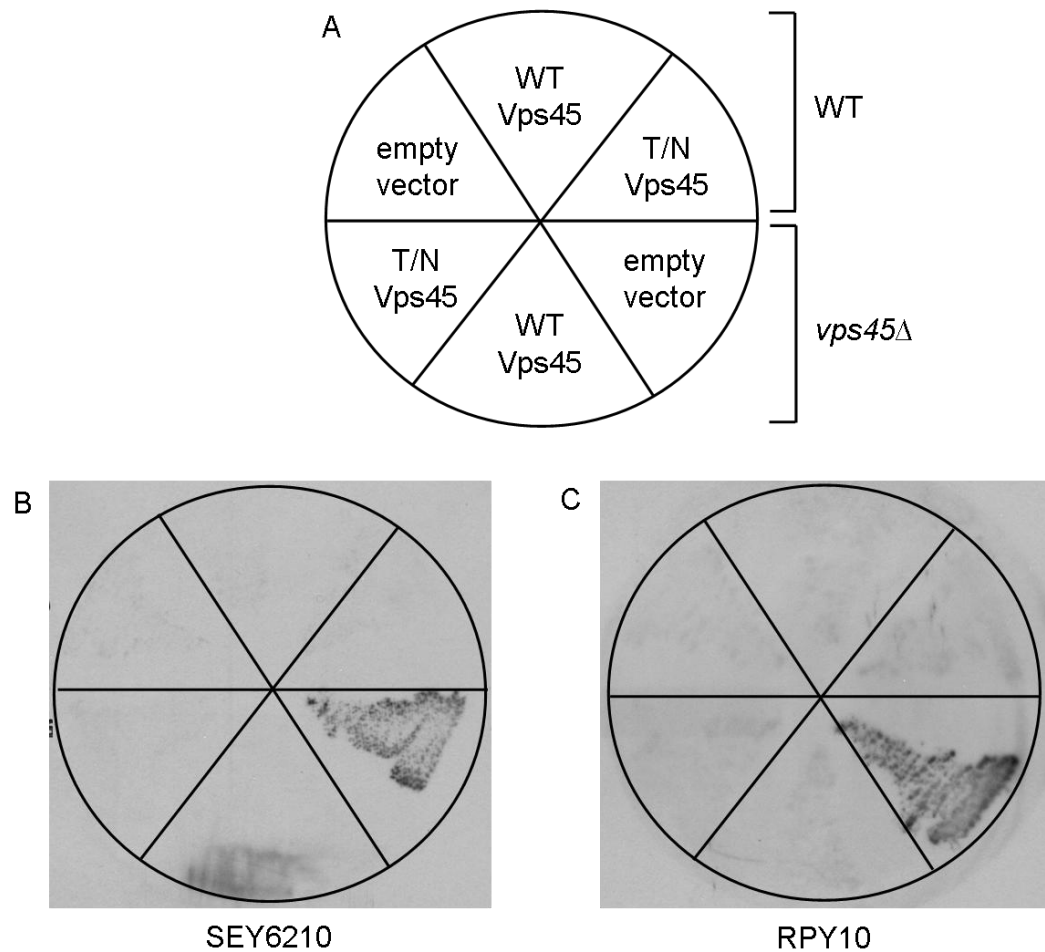 A
WT
Vps45
WT
empty
vector
T/N
Vps45
T/N
Vps45
empty
vector
WT
Vps45
vps45Δ
B
C
SEY6210
RPY10